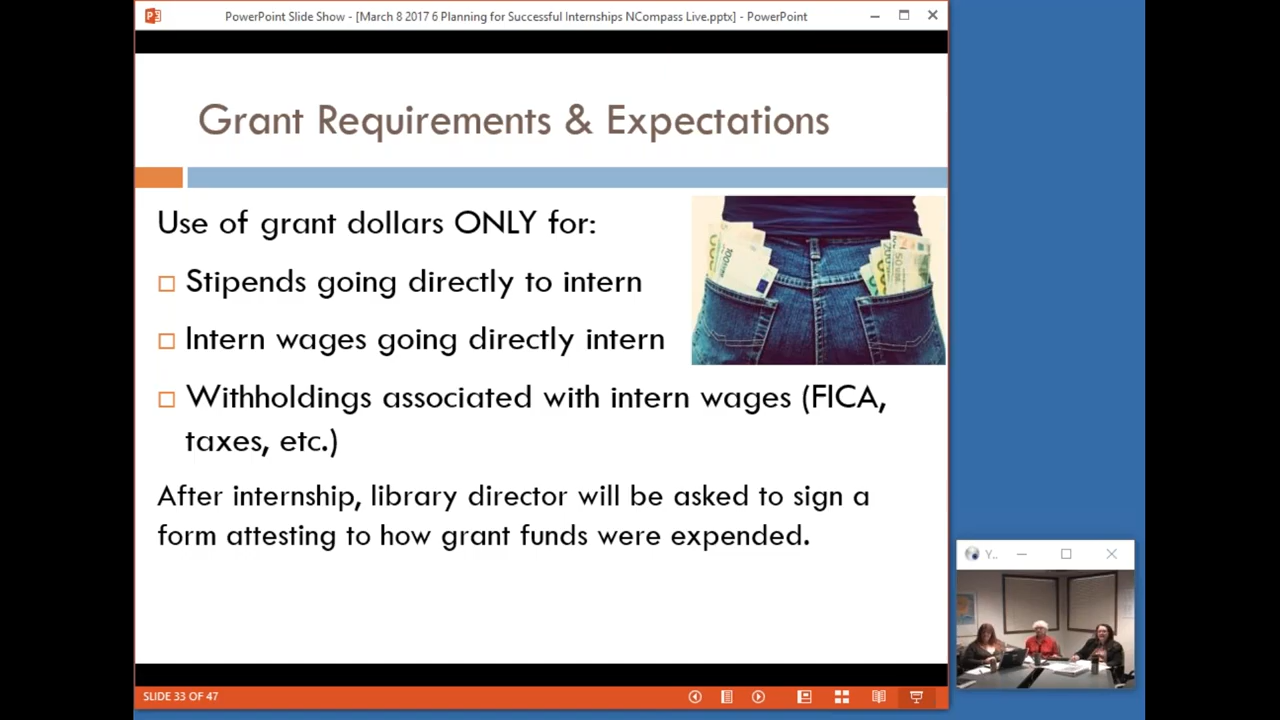 PowerPoint Slide Show - [March 8 2017 6 Planning for Successful Internships NCompass Live.pptx] - PowerPoint
Grant Requirements & Expectations
Use of grant dollars ONLY for:
Stipends going directly to intern
Intern wages going directly intern
Withholdings associated with intern wages (FICA,
taxes, etc.)
After internship, library director will be asked to sign a
form attesting to how grant funds were expended.
Y..
SLIDE 33 OF 47